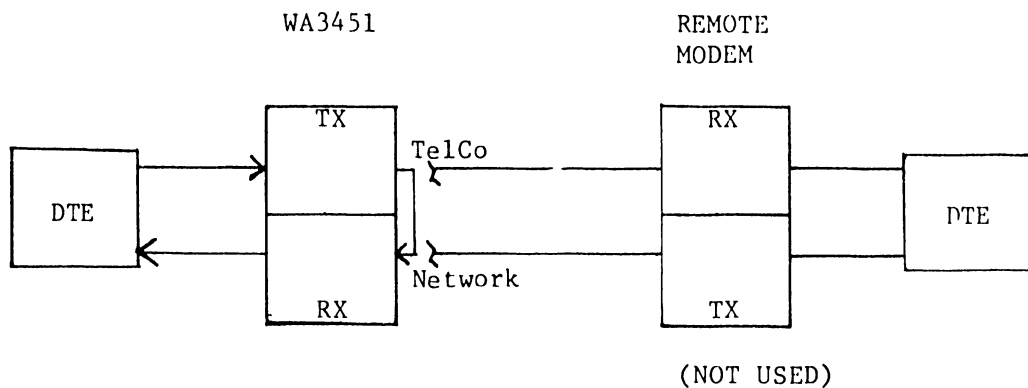 WA3451
REMOTE
MODEM
TX
RX
TelCo
DTE
DTE
Network
RX
TX
(NOT USED)